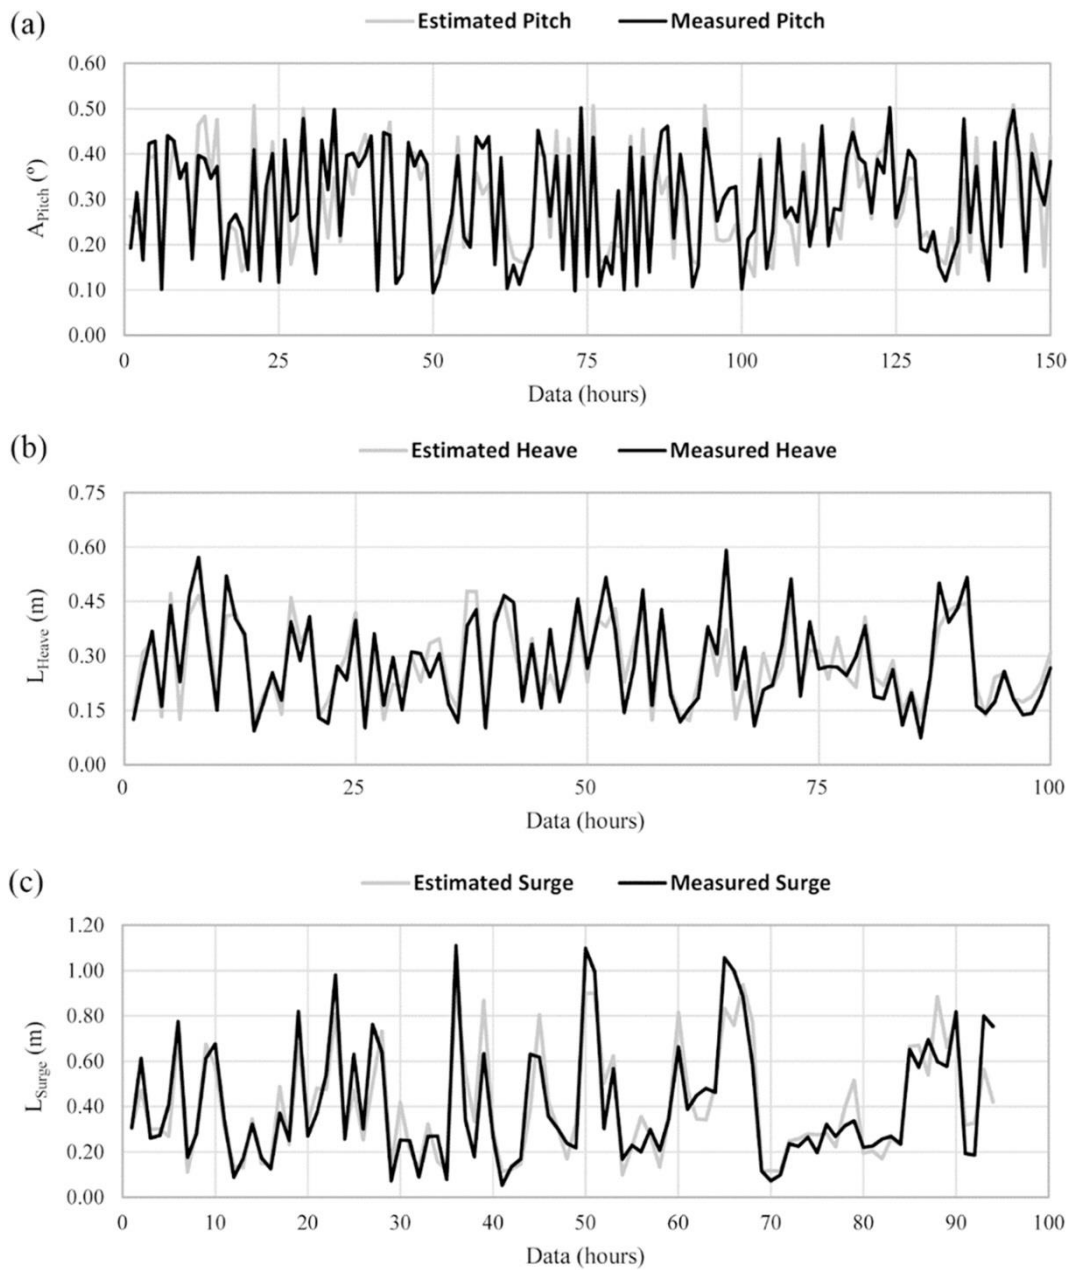 (a)
Estimated Pitch Measured Pitch
0.60
0.50
0.40
0.30
0.20
0.10
0.00
A Pitch (º)
0 25 50 75 100 125 150
Data (hours)
(b)
Estimated Heave Measured Heave
0.75
0.60
0.45
0.30
0.15
0.00
L Heave (m)
0 25 50 75 100
Data (hours)
(c)
Estimated Surge Measured Surge
1.20
1.00
0.80
0.60
0.40
0.20
0.00
L Surge (m)
0 10 20 30 40 50 60 70 80 90 100
Data (hours)